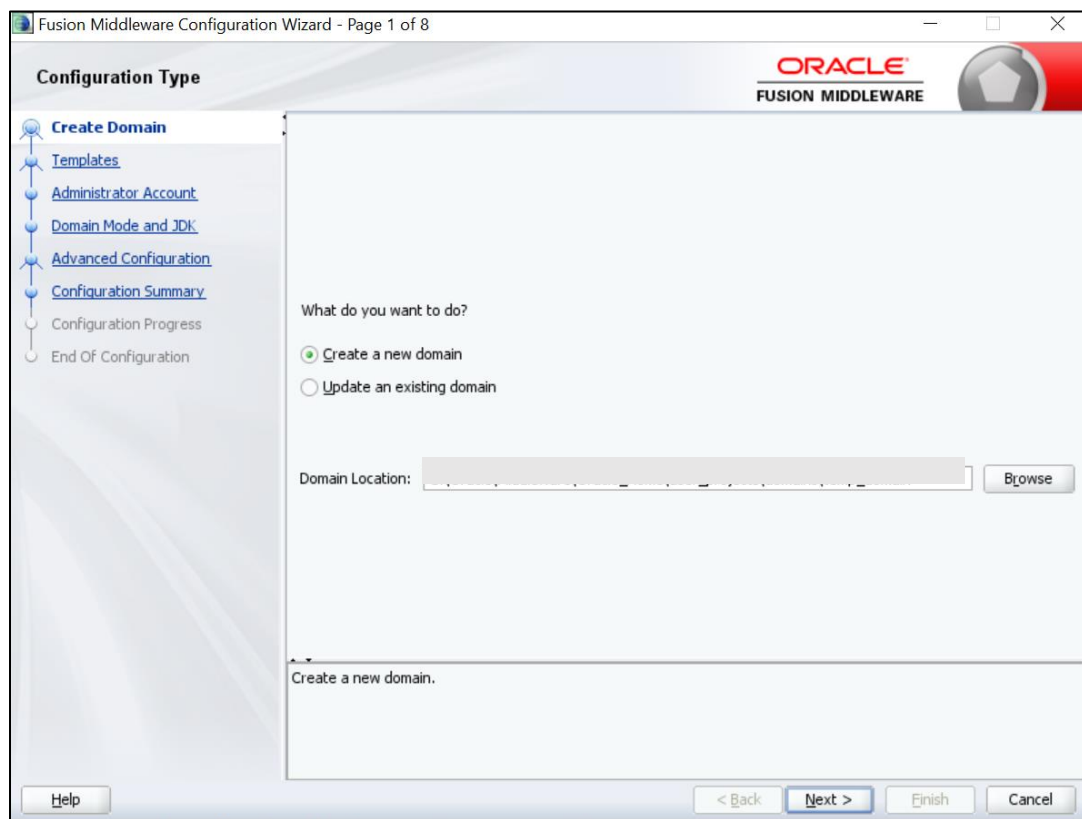 Fusion Middleware Configuration Wizard - Page 1 of 8
Configuration Type
ORACLE
FUSION MIDDLEWARE
Create Domain
Templates
Administrator Account
Domain Mode and JDK
Advanced Configuration
Configuration Summary
Configuration Progress
End Of Configuration
What do you want to do?
Create a new domain
Update an existing domain
Domain Location:
Browse
Create a new domain.
Help
< Back
Next >
Finish
Cancel